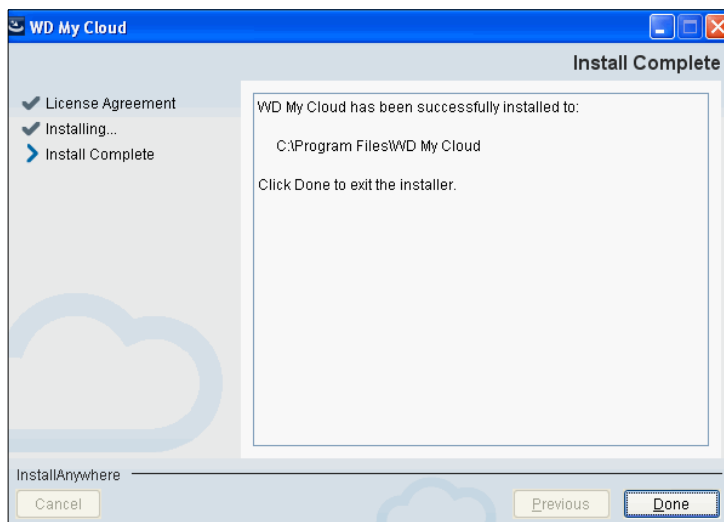 WD My Cloud
Install Complete
License Agreement
Installing...
Install Complete
WD My Cloud has been successfully installed to:
C:\Program Files\WD My Cloud
Click Done to exit the installer.
InstallAnywhere
Cancel
Previous
Done